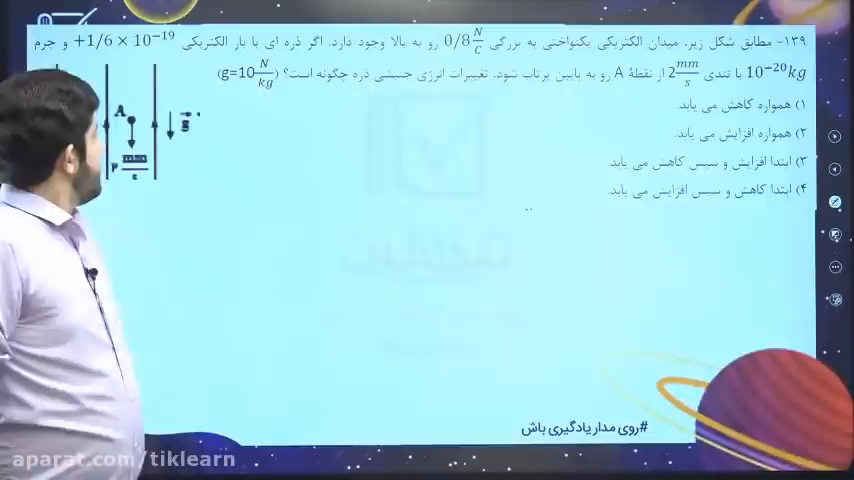 ۱۳۹- مطابق شکل زیر، میدان الکتریکی یکنواختی به بزرگی 0/8 N/C رو به بالا وجود دارد. اگر ذره ای با بار الکتریکی +1/6 × 10⁻¹⁹ و جرم
10⁻²⁰kg با تندی 2 mm/s از نقطهٔ A رو به پایین پرتاب شود، تغییرات انرژی جنبشی ذره چگونه است؟ (g=10 N/kg)
۱) همواره کاهش می یابد.
۲) همواره افزایش می یابد.
۳) ابتدا افزایش و سپس کاهش می یابد.
۴) ابتدا کاهش و سپس افزایش می یابد.
A
g
#روی مدار یادگیری باش
aparat.com/tiklearn